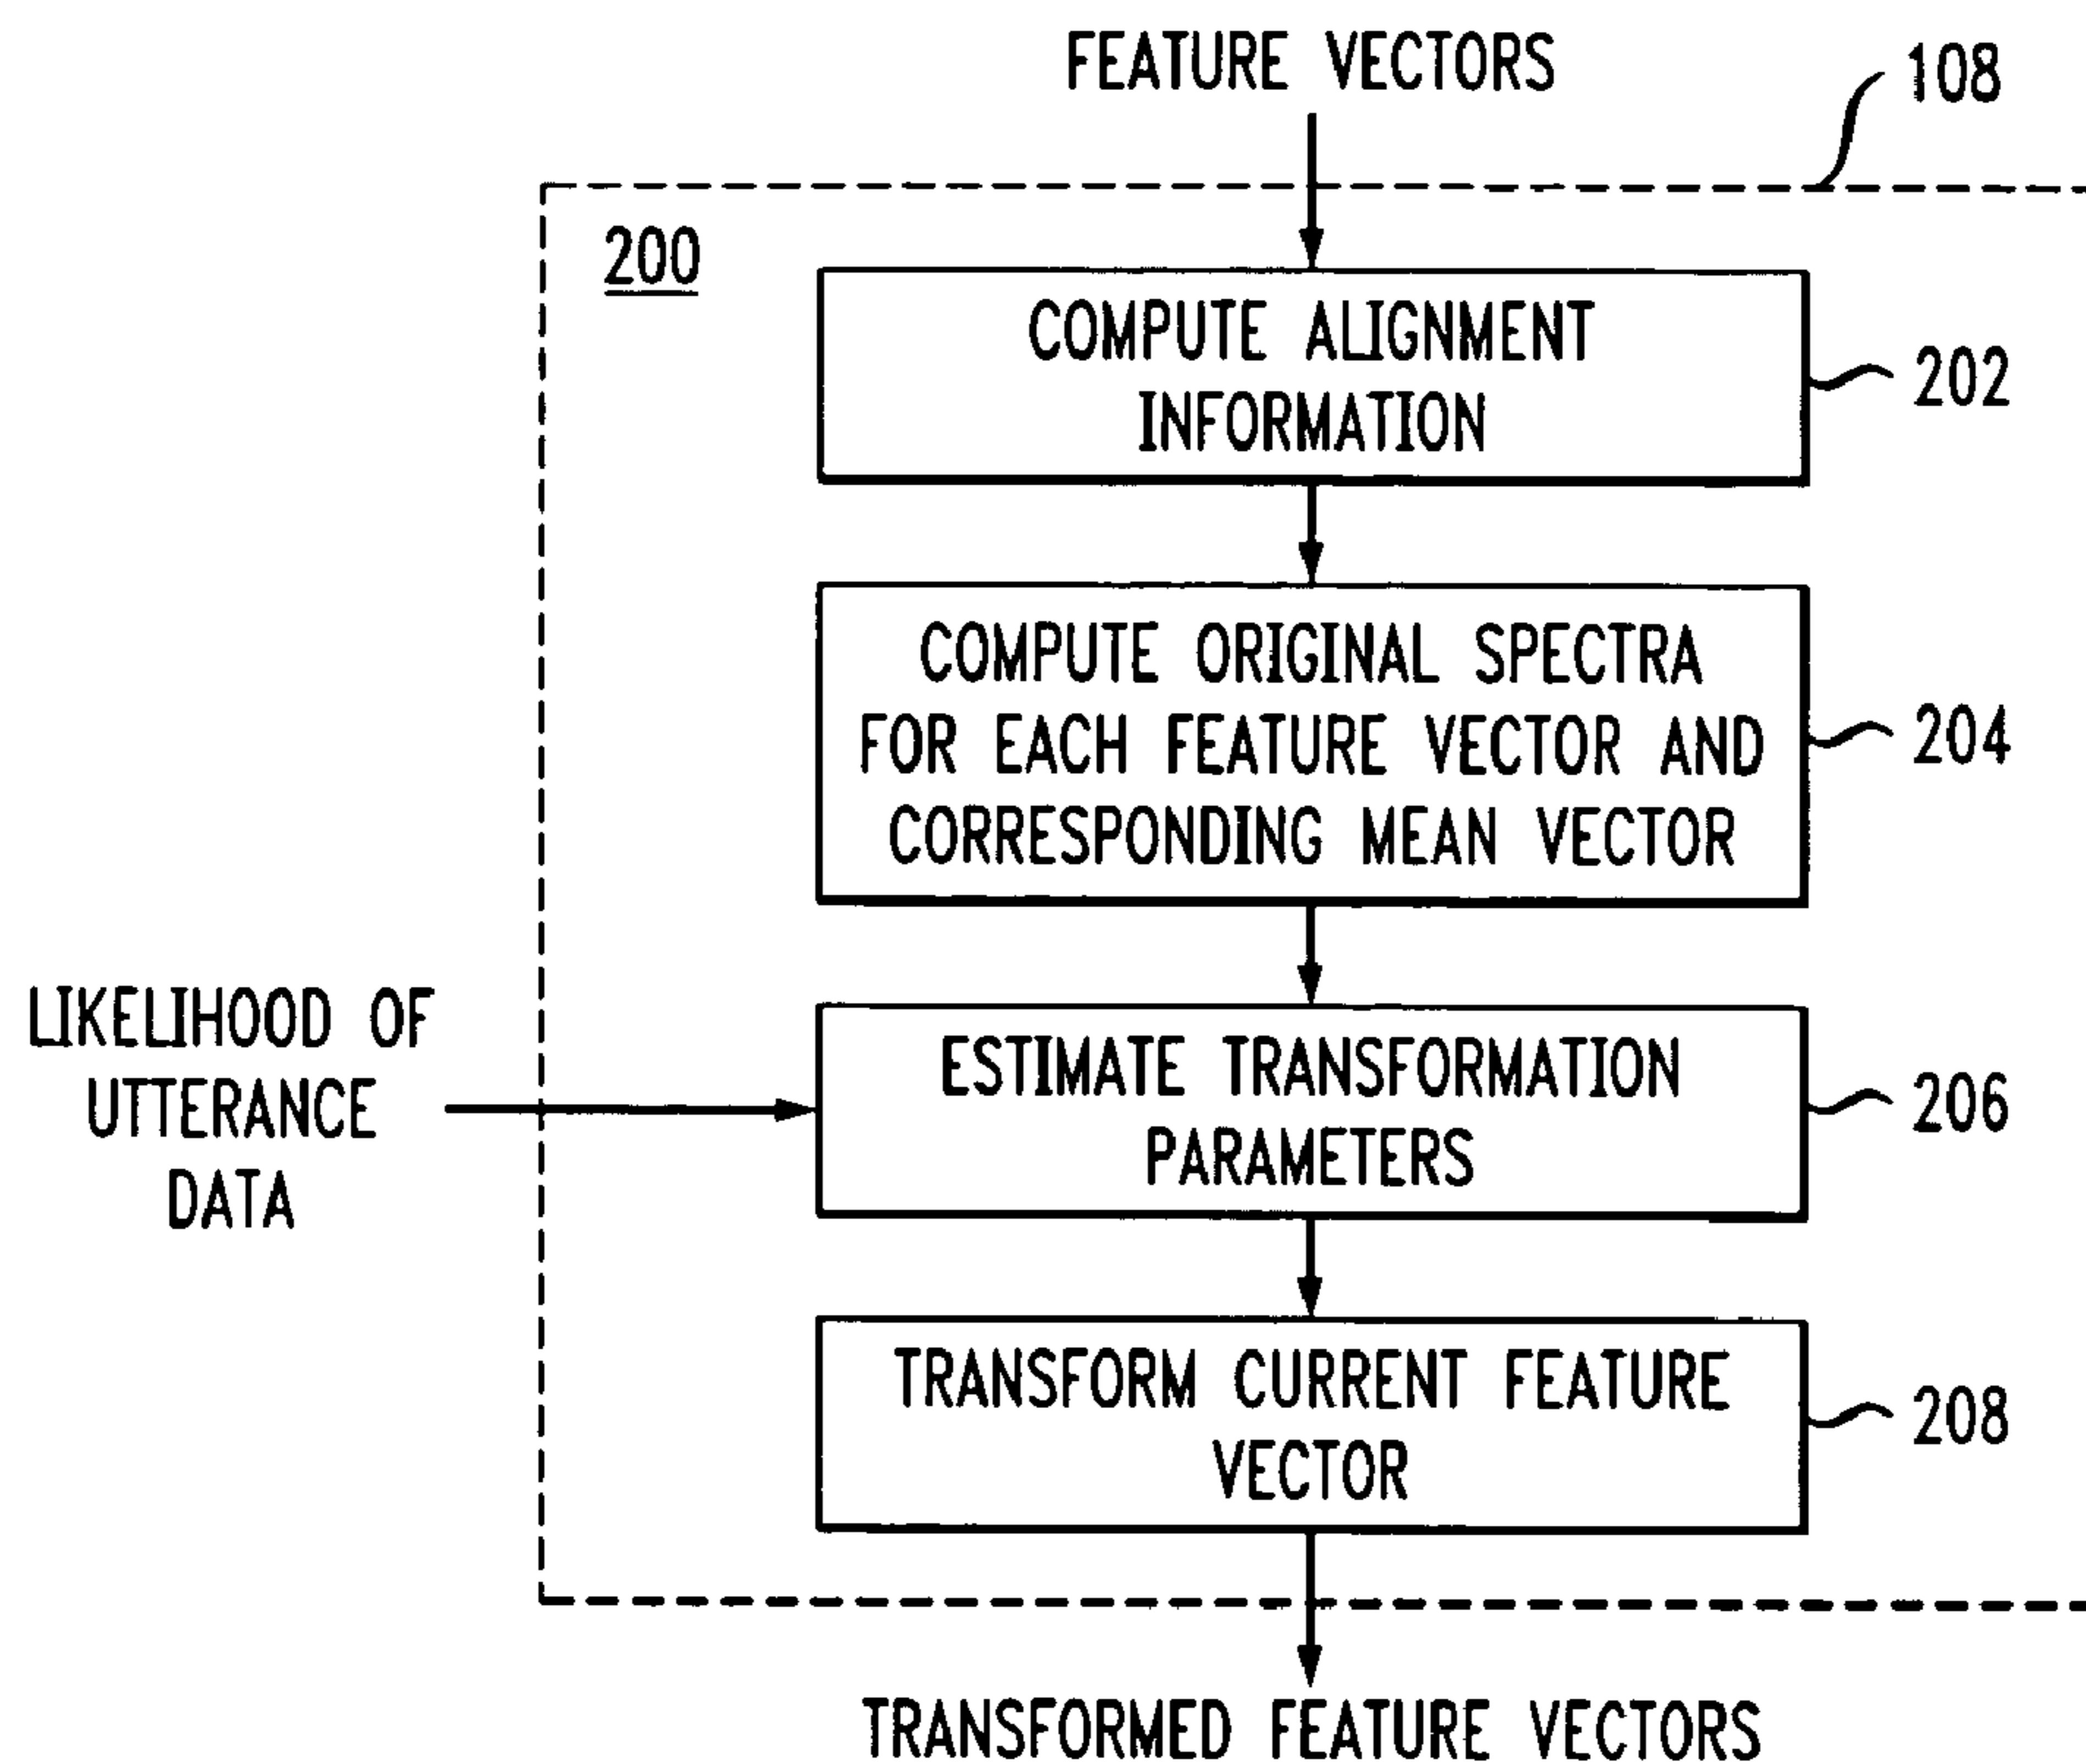 FEATURE VECTORS
108
200
COMPUTE ALIGNMENT
INFORMATION
202
COMPUTE ORIGINAL SPECTRA
FOR EACH FEATURE VECTOR AND
CORRESPONDING MEAN VECTOR
204
LIKELIHOOD OF
UTTERANCE
DATA
ESTIMATE TRANSFORMATION
PARAMETERS
206
TRANSFORM CURRENT FEATURE
VECTOR
208
TRANSFORMED FEATURE VECTORS